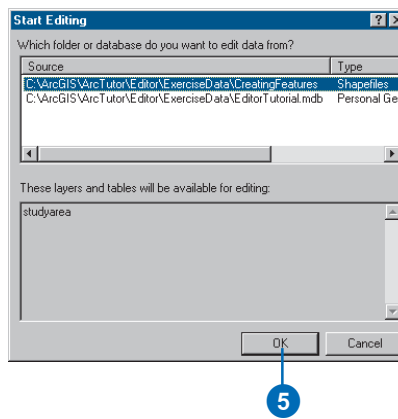 Start Editing
Which folder or database do you want to edit data from?
Source Type
C:\ArcGIS\ArcTutor\Editor\ExerciseData\CreatingFeatures Shapefiles
C:\ArcGIS\ArcTutor\Editor\ExerciseData\EditorTutorial.mdb Personal Ge
These layers and tables will be available for editing:
studyarea
OK Cancel
5